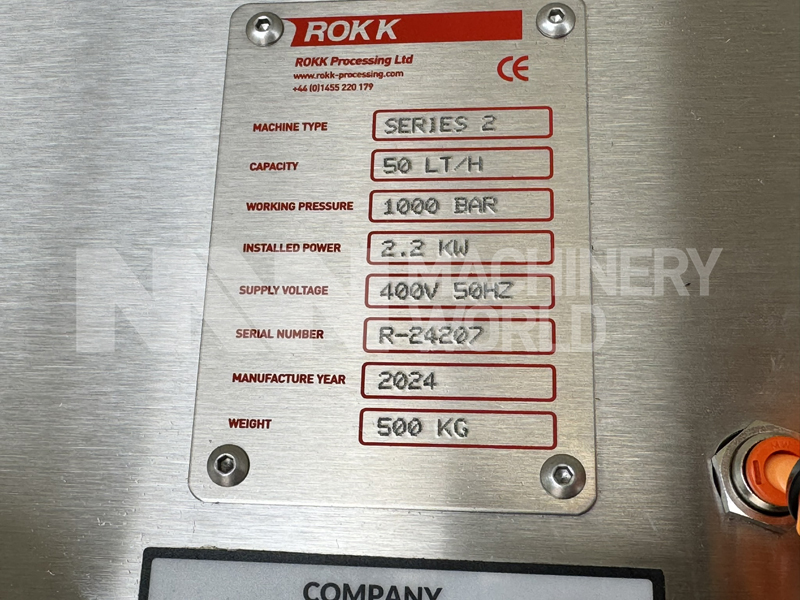 ROKK
ROKK Processing Ltd
www.rokk-processing.com
+44 (0)1455 220 179
CE
MACHINE TYPE SERIES 2
CAPACITY 50 LT/H
WORKING PRESSURE 1000 BAR
INSTALLED POWER 2.2 KW
SUPPLY VOLTAGE 400V 50HZ
SERIAL NUMBER R-24207
MANUFACTURE YEAR 2024
WEIGHT 500 KG
MACHINERY
WORLD
COMPANY